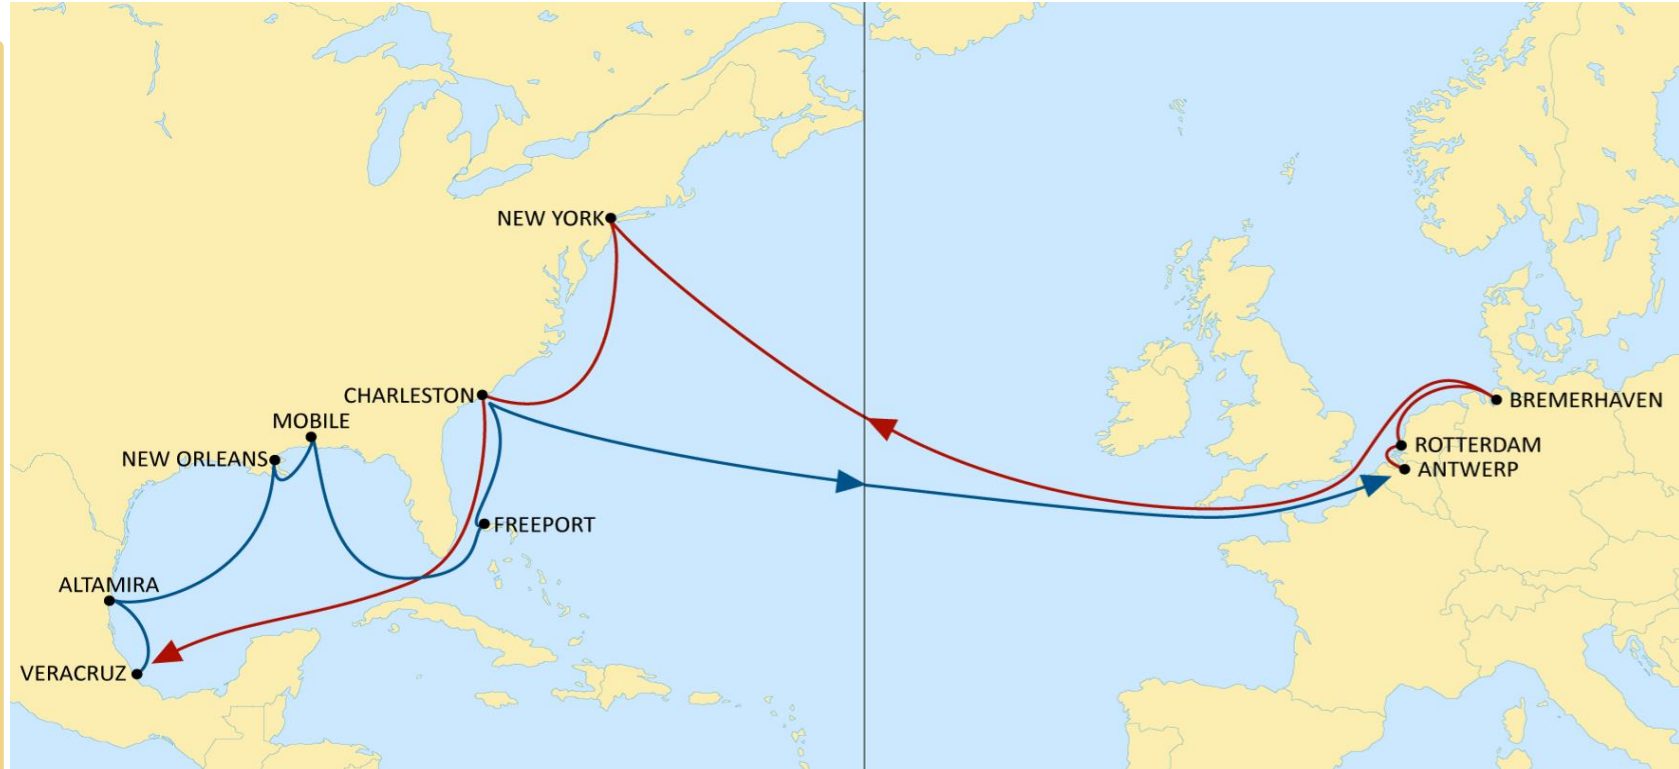 NEW YORK
CHARLESTON
MOBILE
NEW ORLEANS
FREEPORT
ALTAMIRA
VERACRUZ
BREMERHAVEN
ROTTERDAM
ANTWERP